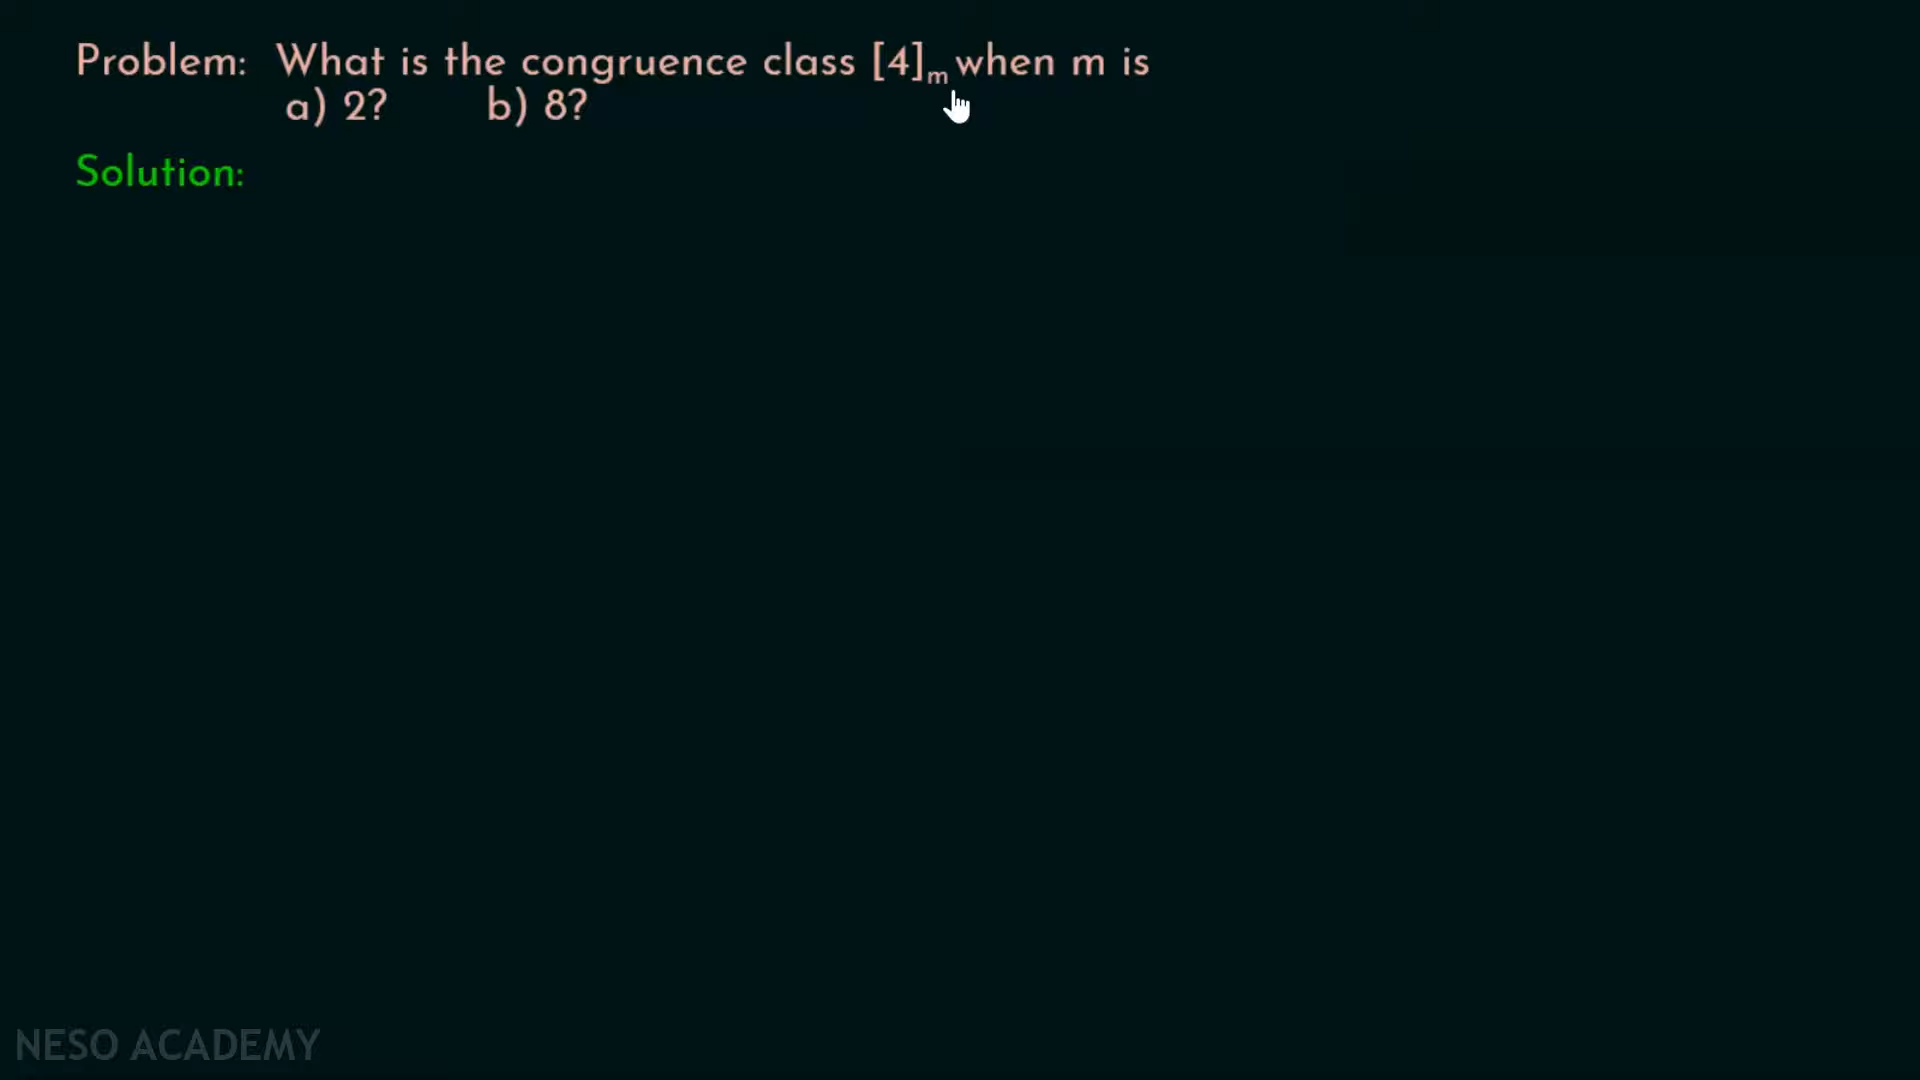 Problem: What is the congruence class [4]ₘ when m is
a) 2? b) 8?
Solution:
NESO ACADEMY